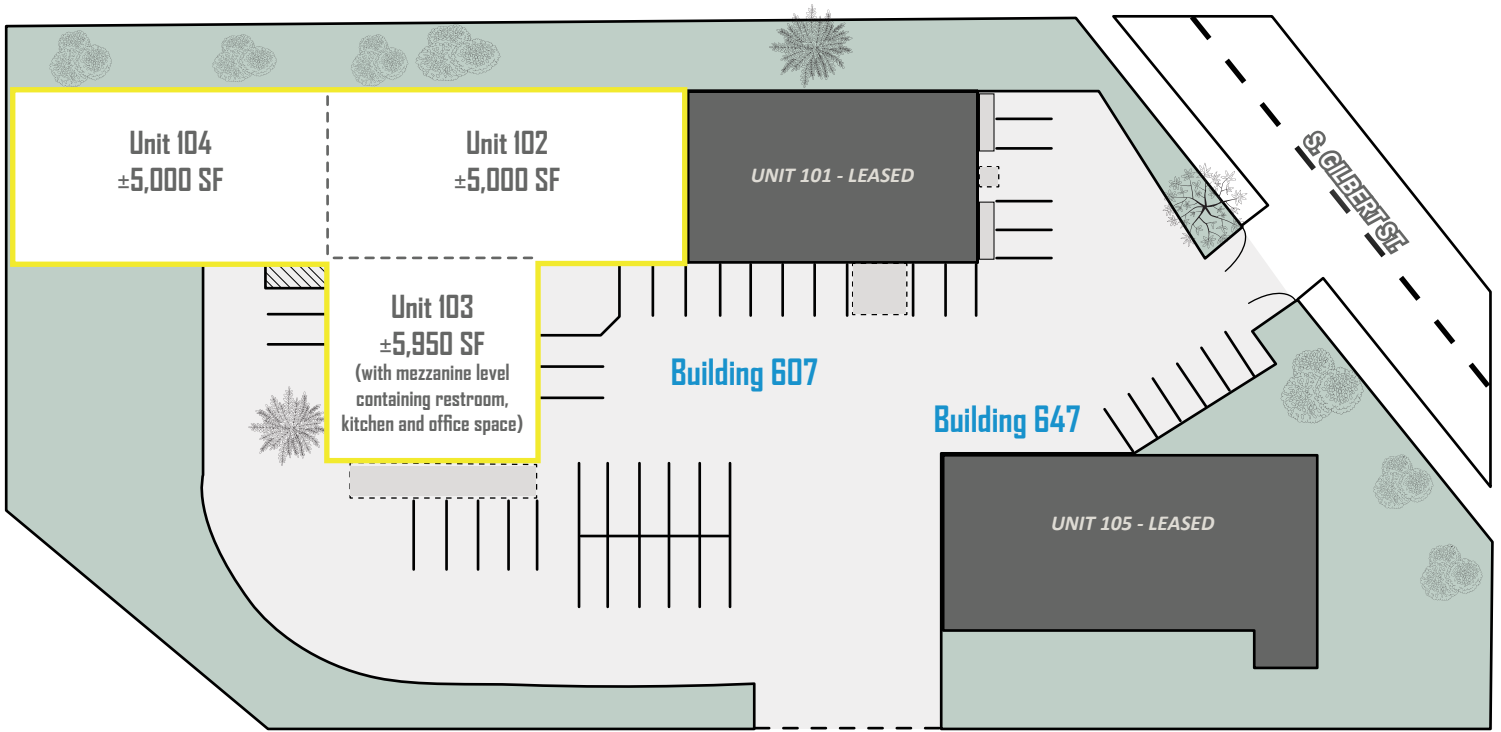 Unit 104
±5,000 SF
Unit 102
±5,000 SF
UNIT 101 - LEASED
S. GILBERT ST.
Unit 103
±5,950 SF
(with mezzanine level
containing restroom,
kitchen and office space)
Building 607
Building 647
UNIT 105 - LEASED